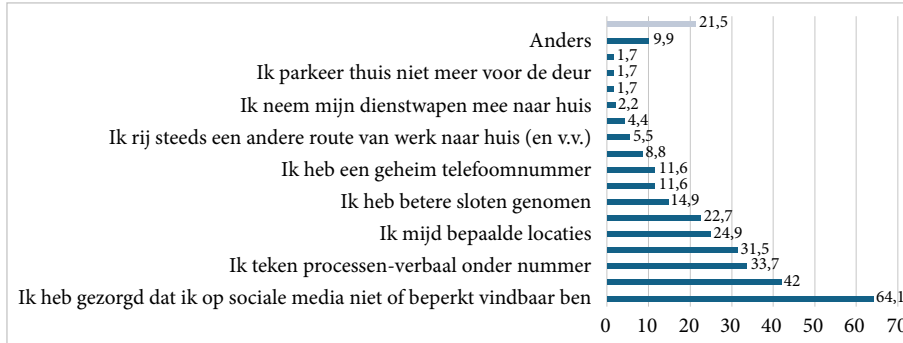 21,5
Anders 9,9
1,7
Ik parkeer thuis niet meer voor de deur 1,7
1,7
Ik neem mijn dienstwapen mee naar huis 2,2
4,4
Ik rij steeds een andere route van werk naar huis (en v.v.) 5,5
8,8
Ik heb een geheim telefoomnummer 11,6
11,6
Ik heb betere sloten genomen 14,9
22,7
Ik mijd bepaalde locaties 24,9
31,5
Ik teken processen-verbaal onder nummer 33,7
42
Ik heb gezorgd dat ik op sociale media niet of beperkt vindbaar ben 64,1
0 10 20 30 40 50 60 70